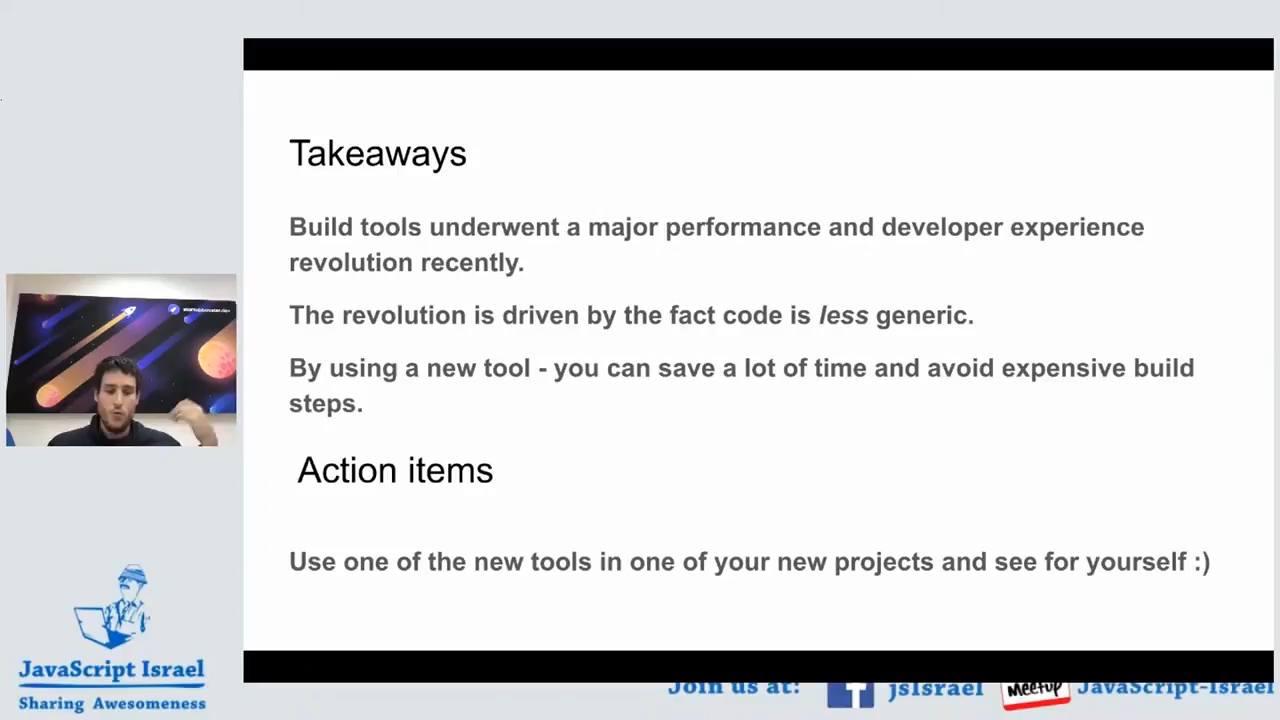 Takeaways
Build tools underwent a major performance and developer experience
revolution recently.
The revolution is driven by the fact code is less generic.
By using a new tool - you can save a lot of time and avoid expensive build
steps.
Action items
Use one of the new tools in one of your new projects and see for yourself :)
JavaScript Israel
Sharing Awesomeness
Join us at:
jsIsrael
Meetup
JavaScript-Israel